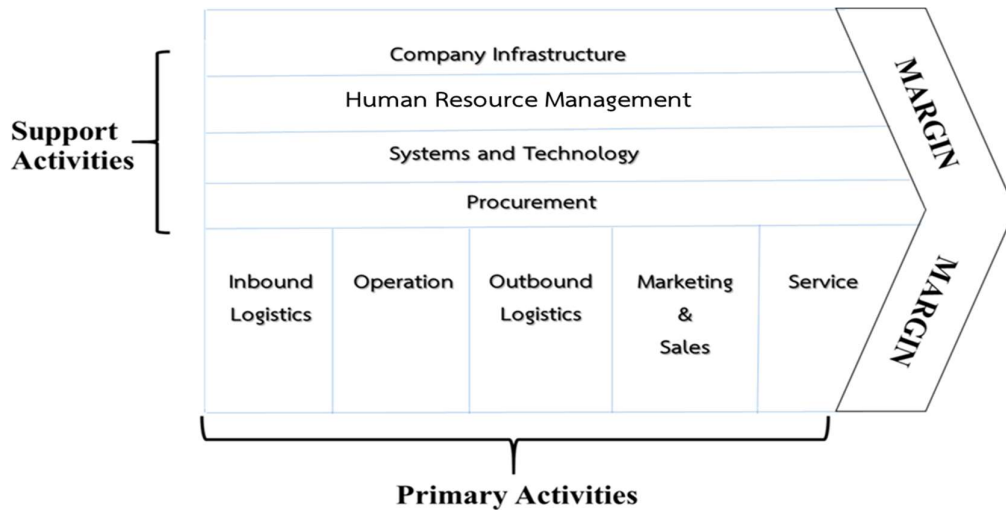 Company Infrastructure
Human Resource Management
Support
Activities
Systems and Technology
Procurement
Inbound
Logistics
Operation
Outbound
Logistics
Marketing
&
Sales
Service
MARGIN
MARGIN
Primary Activities